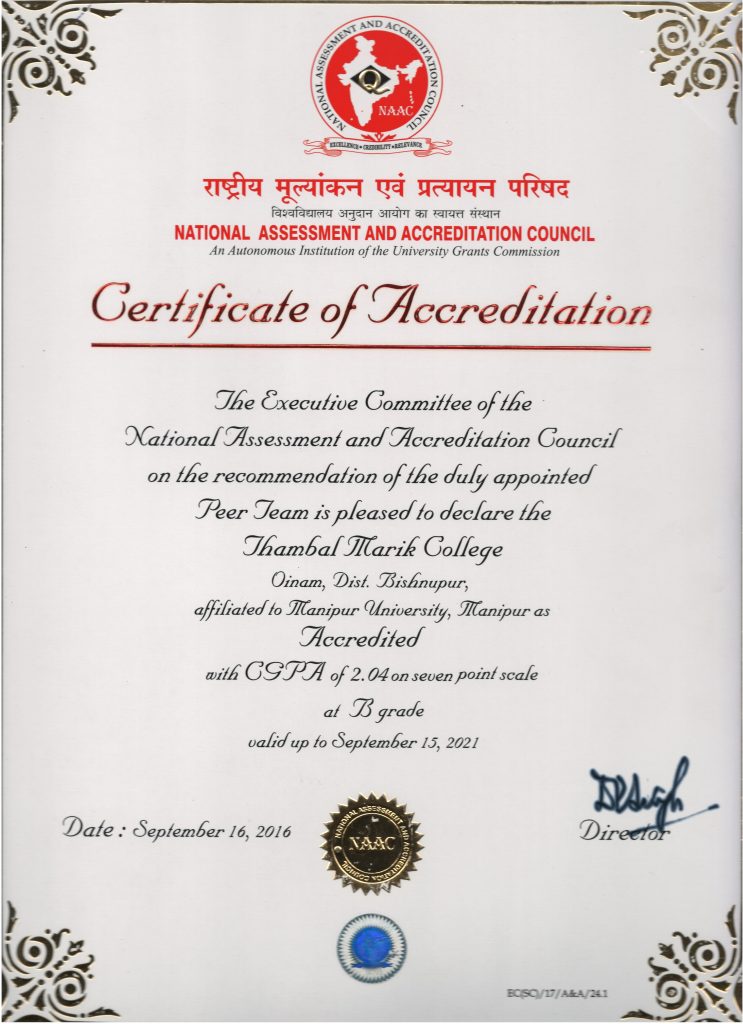 NATIONAL ASSESSMENT AND ACCREDITATION COUNCIL
Q
NAAC
EXCELLENCE • CREDIBILITY • RELEVANCE
राष्ट्रीय मूल्यांकन एवं प्रत्यायन परिषद
विश्वविद्यालय अनुदान आयोग का स्वायत्त संस्थान
NATIONAL ASSESSMENT AND ACCREDITATION COUNCIL
An Autonomous Institution of the University Grants Commission
Certificate of Accreditation
The Executive Committee of the
National Assessment and Accreditation Council
on the recommendation of the duly appointed
Peer Team is pleased to declare the
Thambal Marik College
Oinam, Dist. Bishnupur,
affiliated to Manipur University, Manipur as
Accredited
with CGPA of 2.04 on seven point scale
at B grade
valid up to September 15, 2021
Date : September 16, 2016
NATIONAL ASSESSMENT AND ACCREDITATION COUNCIL
NAAC
Director
EC(SC)/17/A&A/24.1